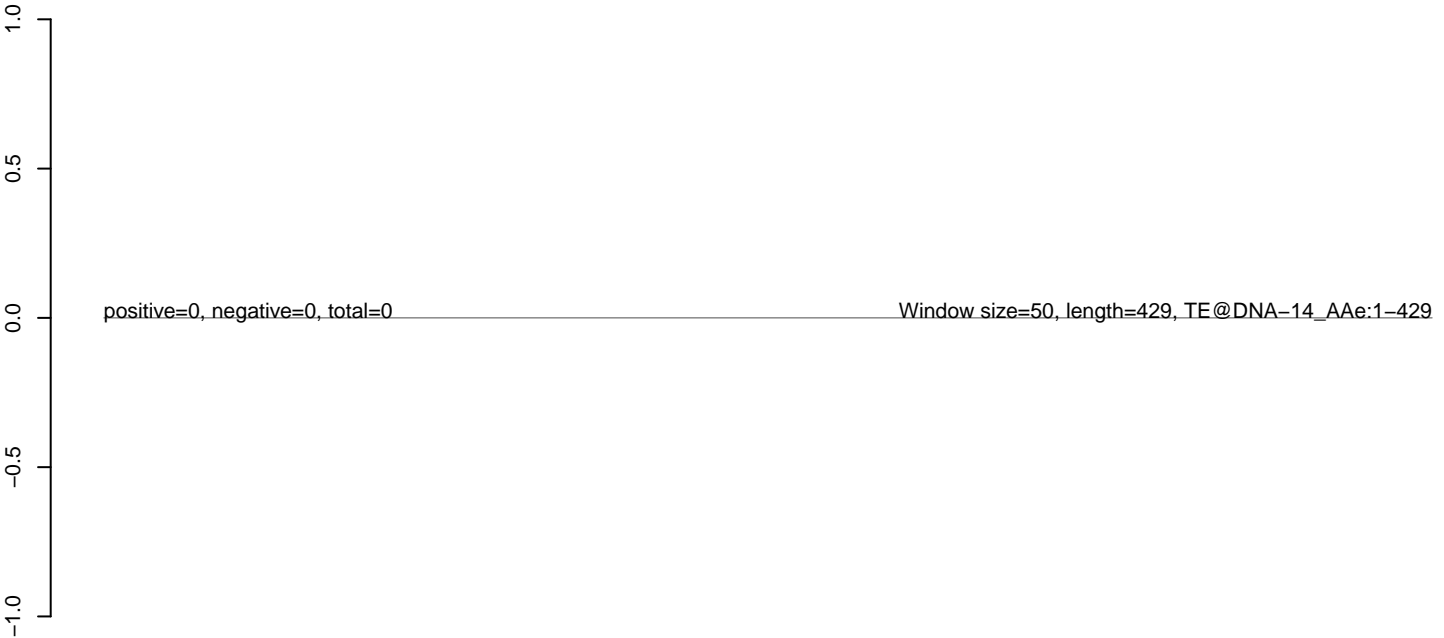 1.0
0.5
0.0
−0.5
−1.0
positive=0, negative=0, total=0
Window size=50, length=429, TE@DNA−14_AAe:1−429